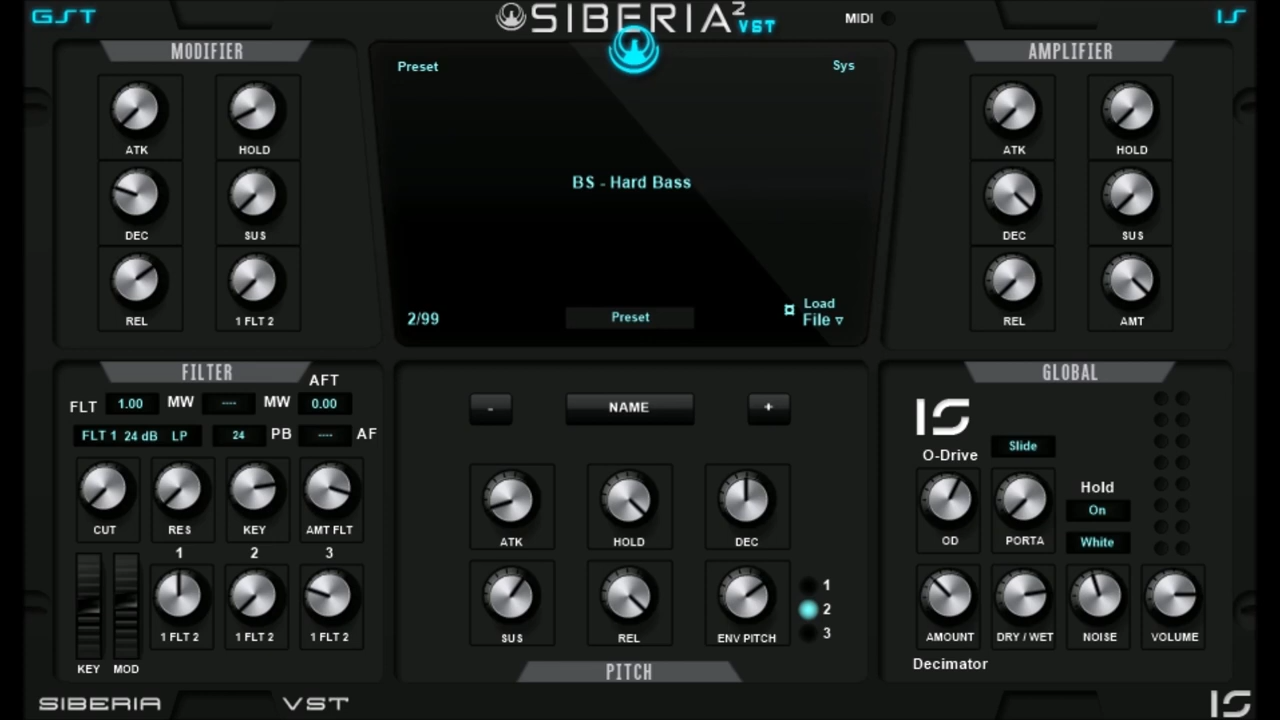 GST
SIBERIA2 VST
MIDI
IS
MODIFIER
ATK
HOLD
DEC
SUS
REL
1 FLT 2
Preset
Sys
BS - Hard Bass
2/99
Preset
Load
File
AMPLIFIER
ATK
HOLD
DEC
SUS
REL
AMT
FILTER
AFT
FLT 1.00 MW ---- MW 0.00
FLT 1 24 dB LP 24 PB ---- AF
CUT
RES
KEY
AMT FLT
1 2 3
1 FLT 2
1 FLT 2
1 FLT 2
KEY
MOD
-
NAME
+
ATK
HOLD
DEC
SUS
REL
ENV PITCH
1
2
3
PITCH
GLOBAL
IS
O-Drive
Slide
Hold
On
White
OD
PORTA
AMOUNT
DRY / WET
NOISE
VOLUME
Decimator
SIBERIA
VST
IS